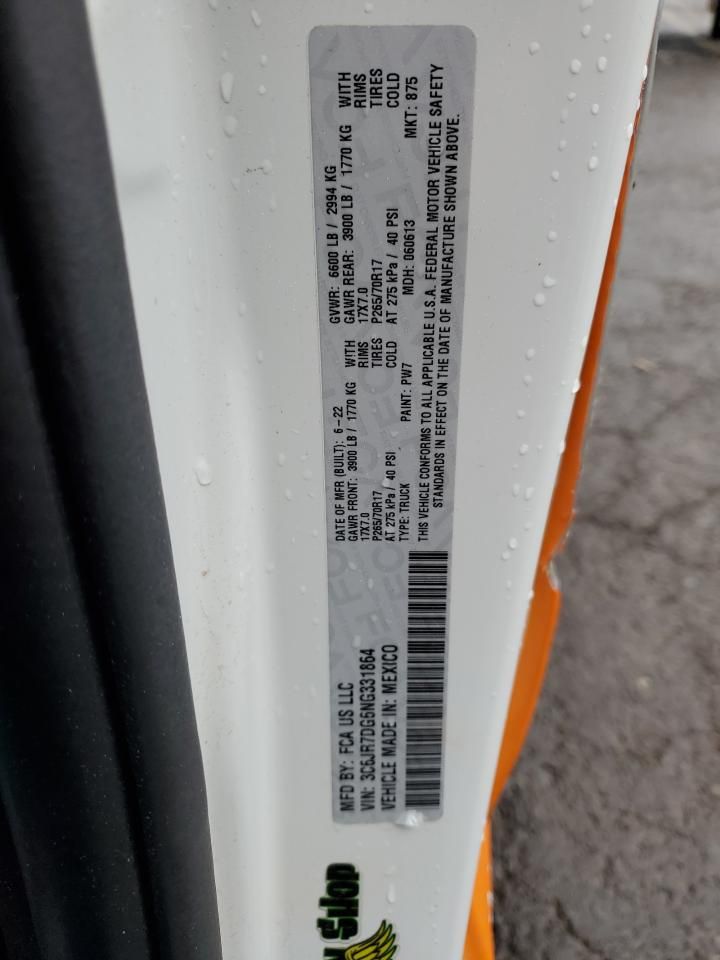 MFD BY: FCA US LLC
VIN: 3C6JR7DG5NG331864
VEHICLE MADE IN: MEXICO
DATE OF MFR (BUILT): 6-22
GAWR FRONT: 3900 LB / 1770 KG WITH
17X7.0 RIMS
P265/70R17 TIRES
AT 275 kPa / 40 PSI COLD
TYPE: TRUCK PAINT: PW7
GVWR: 6600 LB / 2994 KG
GAWR REAR: 3900 LB / 1770 KG WITH
17X7.0 RIMS
P265/70R17 TIRES
AT 275 kPa / 40 PSI COLD
MDH: 060613 MKT: 875
THIS VEHICLE CONFORMS TO ALL APPLICABLE U.S.A. FEDERAL MOTOR VEHICLE SAFETY
STANDARDS IN EFFECT ON THE DATE OF MANUFACTURE SHOWN ABOVE.
Shop